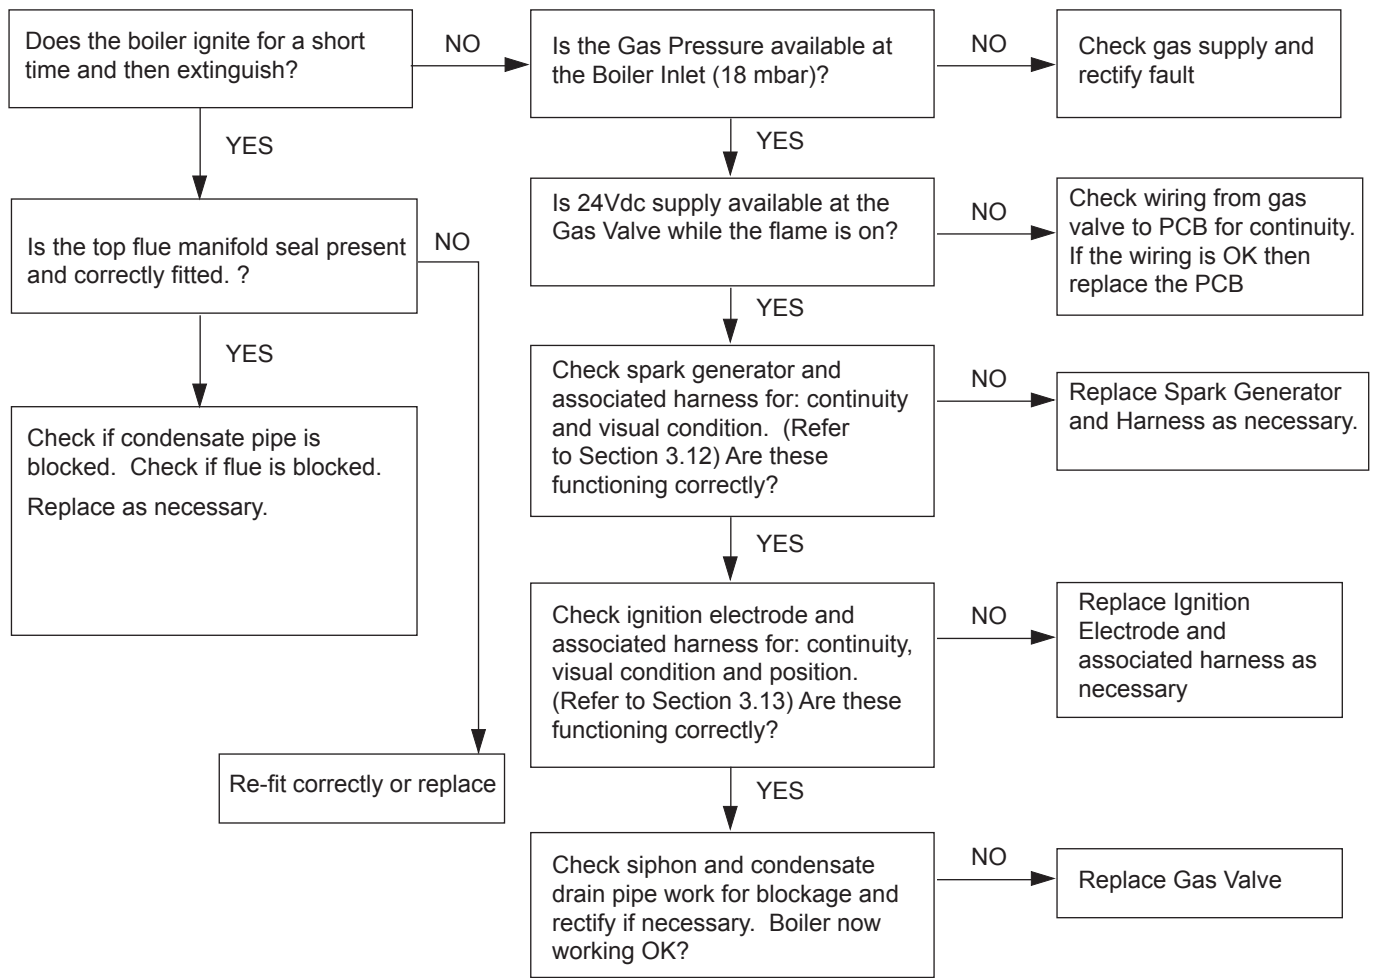 Does the boiler ignite for a short
time and then extinguish?
NO
Is the Gas Pressure available at
the Boiler Inlet (18 mbar)?
NO
Check gas supply and
rectify fault
YES
YES
Is the top flue manifold seal present
and correctly fitted. ?
NO
Is 24Vdc supply available at the
Gas Valve while the flame is on?
NO
Check wiring from gas
valve to PCB for continuity.
If the wiring is OK then
replace the PCB
YES
YES
Check if condensate pipe is
blocked.  Check if flue is blocked.
Replace as necessary.
Check spark generator and
associated harness for: continuity
and visual condition.  (Refer
to Section 3.12) Are these
functioning correctly?
NO
Replace Spark Generator
and Harness as necessary.
YES
Check ignition electrode and
associated harness for: continuity,
visual condition and position.
(Refer to Section 3.13) Are these
functioning correctly?
NO
Replace Ignition
Electrode and
associated harness as
necessary
Re-fit correctly or replace
YES
Check siphon and condensate
drain pipe work for blockage and
rectify if necessary.  Boiler now
working OK?
NO
Replace Gas Valve